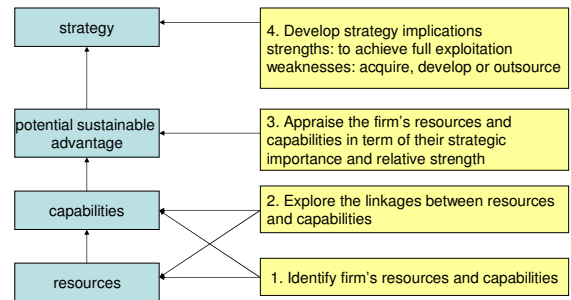 strategy
4. Develop strategy implications
strengths: to achieve full exploitation
weaknesses: acquire, develop or outsource
potential sustainable
advantage
3. Appraise the firm's resources and
capabilities in term of their strategic
importance and relative strength
capabilities
2. Explore the linkages between resources
and capabilities
resources
1. Identify firm's resources and capabilities